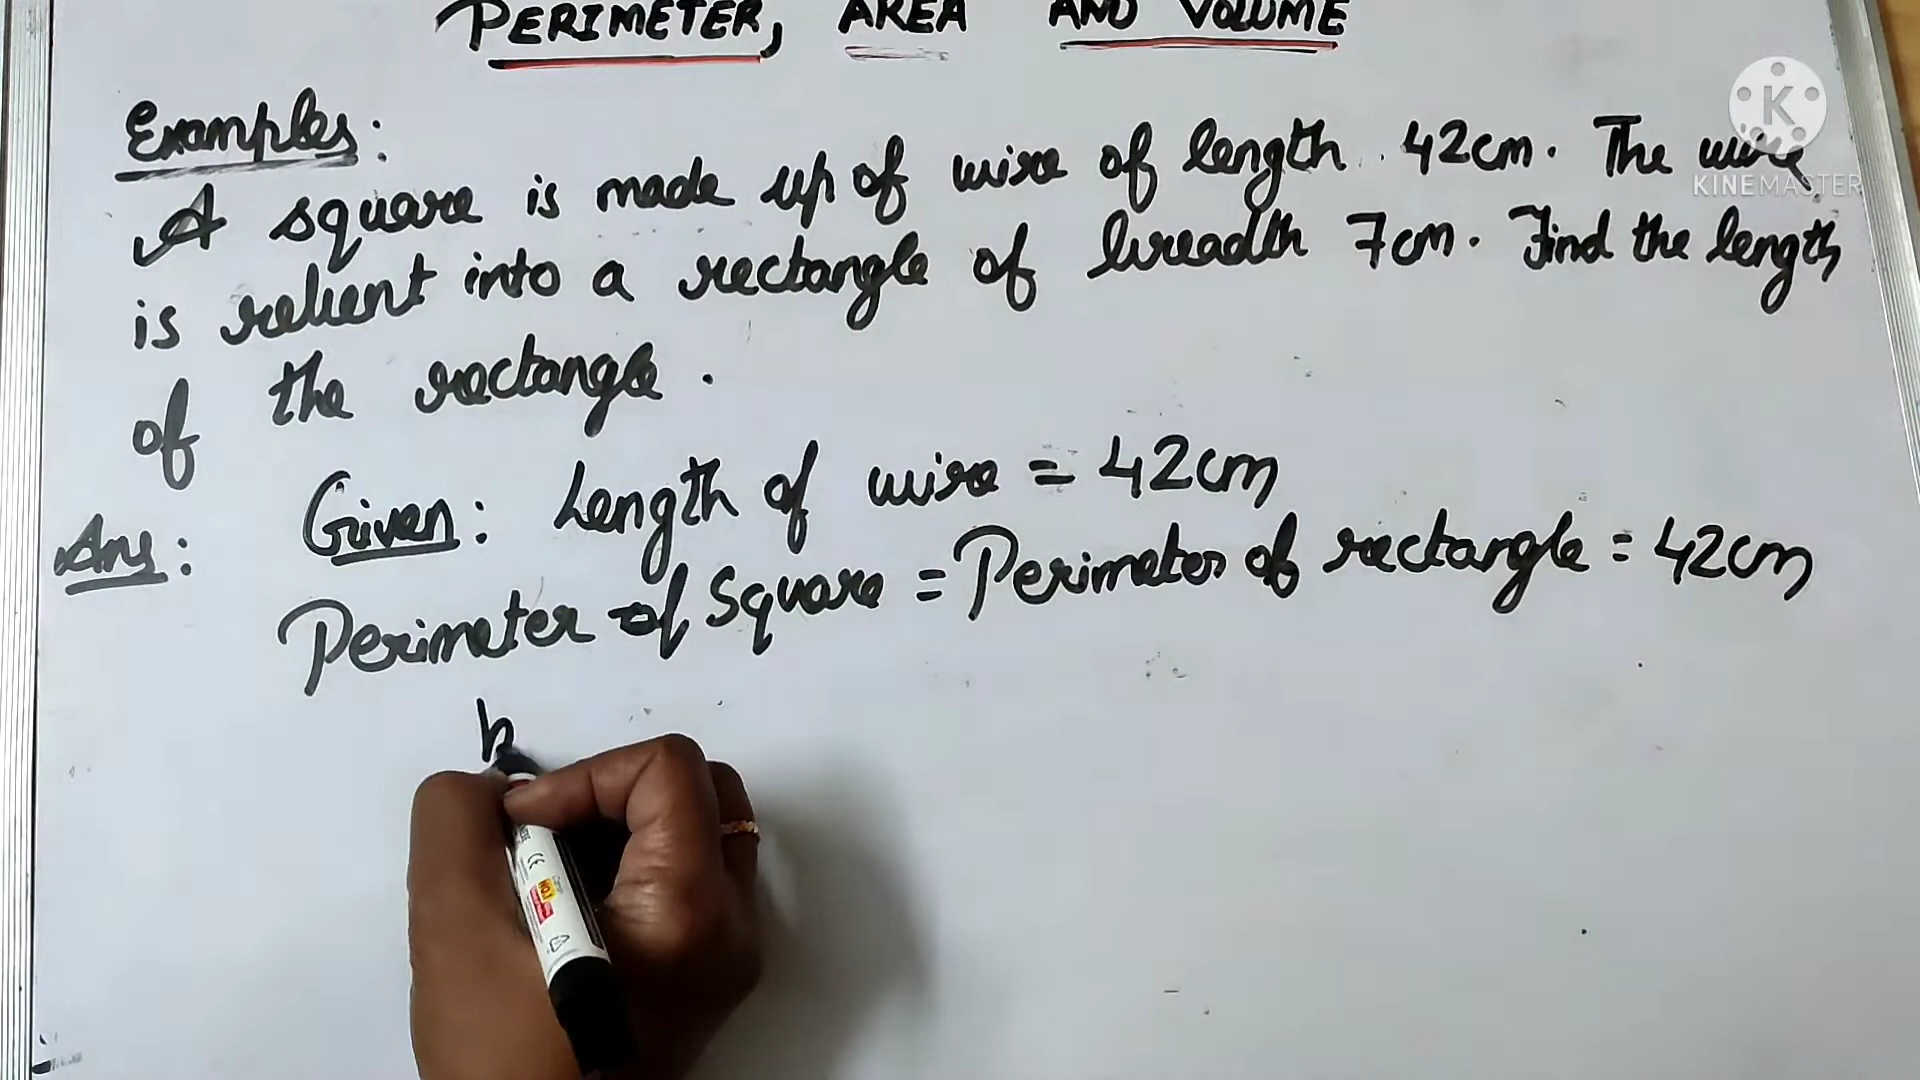 PERIMETER, AREA AND VOLUME
Examples:
A square is made up of wire of length 42cm. The wire
is rebent into a rectangle of breadth 7cm. Find the length
of the rectangle.
Ans: Given: Length of wire = 42cm
Perimeter of Square = Perimeter of rectangle = 42cm
b
K
KINEMASTER